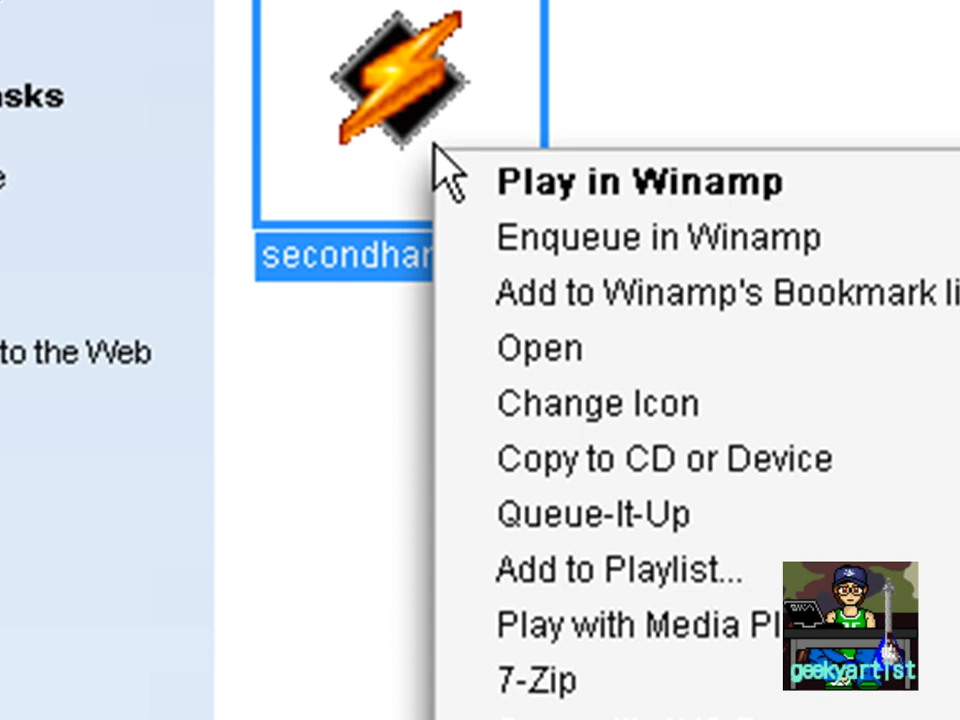 asks
e
to the Web
secondhar
Play in Winamp
Enqueue in Winamp
Add to Winamp's Bookmark li
Open
Change Icon
Copy to CD or Device
Queue-It-Up
Add to Playlist...
Play with Media Pl
7-Zip
geekyartist